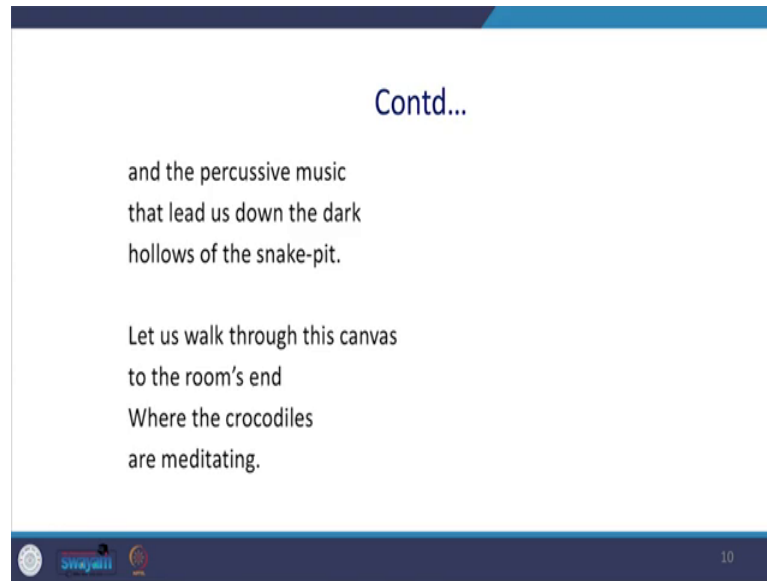 Contd...
and the percussive music
that lead us down the dark
hollows of the snake-pit.
Let us walk through this canvas
to the room's end
Where the crocodiles
are meditating.
swayam
10